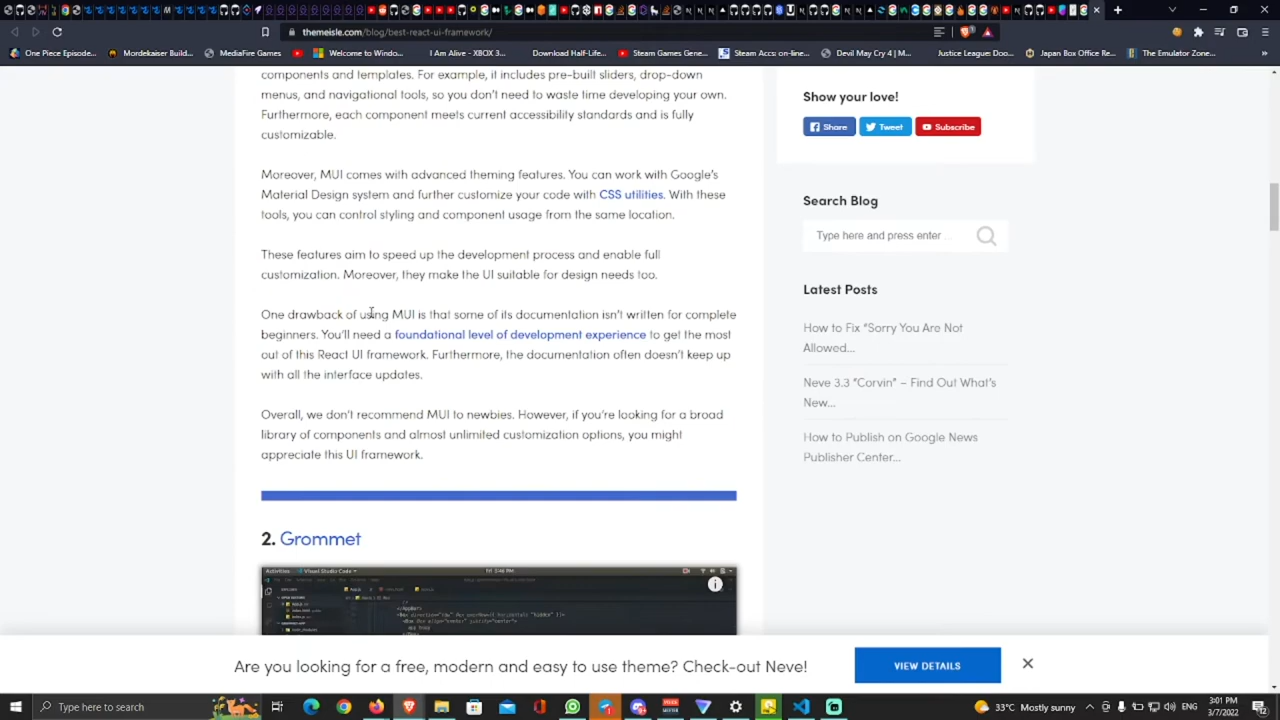 themeisle.com/blog/best-react-ui-framework/
One Piece Episode...
Mordekaiser Build...
MediaFire Games
Welcome to Windo...
I Am Alive - XBOX 3...
Download Half-Life...
Steam Games Gene...
Steam Acc-on-line...
Devil May Cry 4 | M...
Justice League: Doo...
Japan Box Office Re...
The Emulator Zone...
components and templates. For example, it includes pre-built sliders, drop-down
menus, and navigational tools, so you don't need to waste time developing your own.
Furthermore, each component meets current accessibility standards and is fully
customizable.
Moreover, MUI comes with advanced theming features. You can work with Google's
Material Design system and further customize your code with CSS utilities. With these
tools, you can control styling and component usage from the same location.
These features aim to speed up the development process and enable full
customization. Moreover, they make the UI suitable for design needs too.
One drawback of using MUI is that some of its documentation isn't written for complete
beginners. You'll need a foundational level of development experience to get the most
out of this React UI framework. Furthermore, the documentation often doesn't keep up
with all the interface updates.
Overall, we don't recommend MUI to newbies. However, if you're looking for a broad
library of components and almost unlimited customization options, you might
appreciate this UI framework.
2. Grommet
Activities
Visual Studio Code
Show your love!
Share
Tweet
Subscribe
Search Blog
Type here and press enter ...
Latest Posts
How to Fix "Sorry You Are Not
Allowed...
Neve 3.3 "Corvin" – Find Out What's
New...
How to Publish on Google News
Publisher Center...
Are you looking for a free, modern and easy to use theme? Check-out Neve!
VIEW DETAILS
Type here to search
33°C Mostly sunny
3:01 PM
3/7/2022